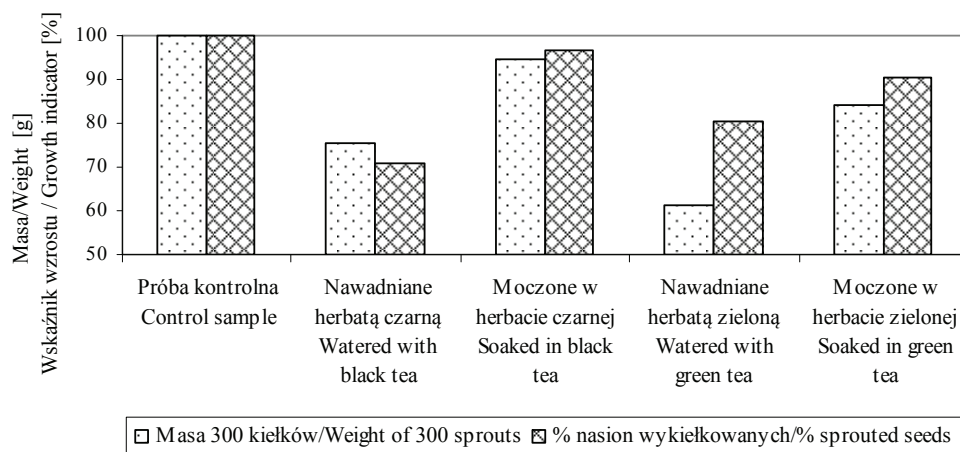 Masa/Weight [g]
Wskaźnik wzrostu / Growth indicator [%]
100
90
80
70
60
50
Próba kontrolna
Control sample
Nawadniane
herbatą czarną
Watered with
black tea
Moczone w
herbacie czarnej
Soaked in black
tea
Nawadniane
herbatą zieloną
Watered with
green tea
Moczone w
herbacie zielonej
Soaked in green
tea
Masa 300 kiełków/Weight of 300 sprouts
% nasion wykiełkowanych/% sprouted seeds